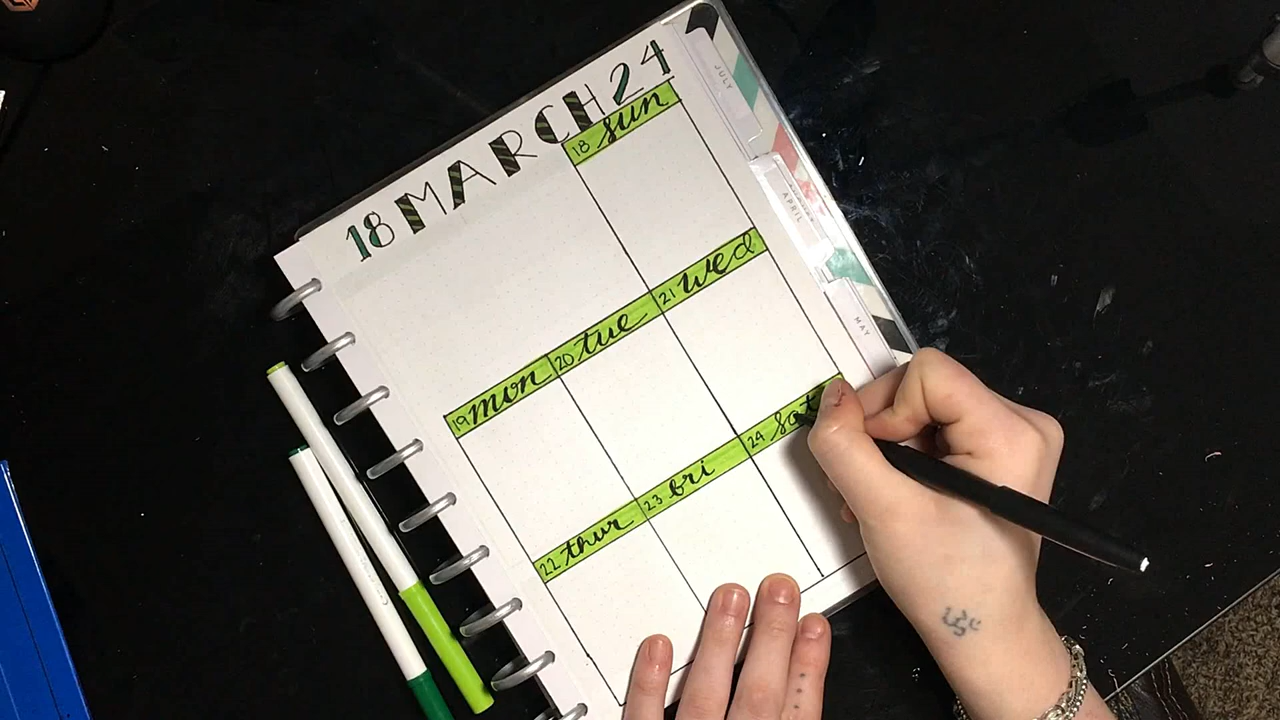 18 MARCH 24
18 sun
19 mon 20 tue 21 wed
22 thur 23 fri 24 sat
JULY
APRIL
MAY